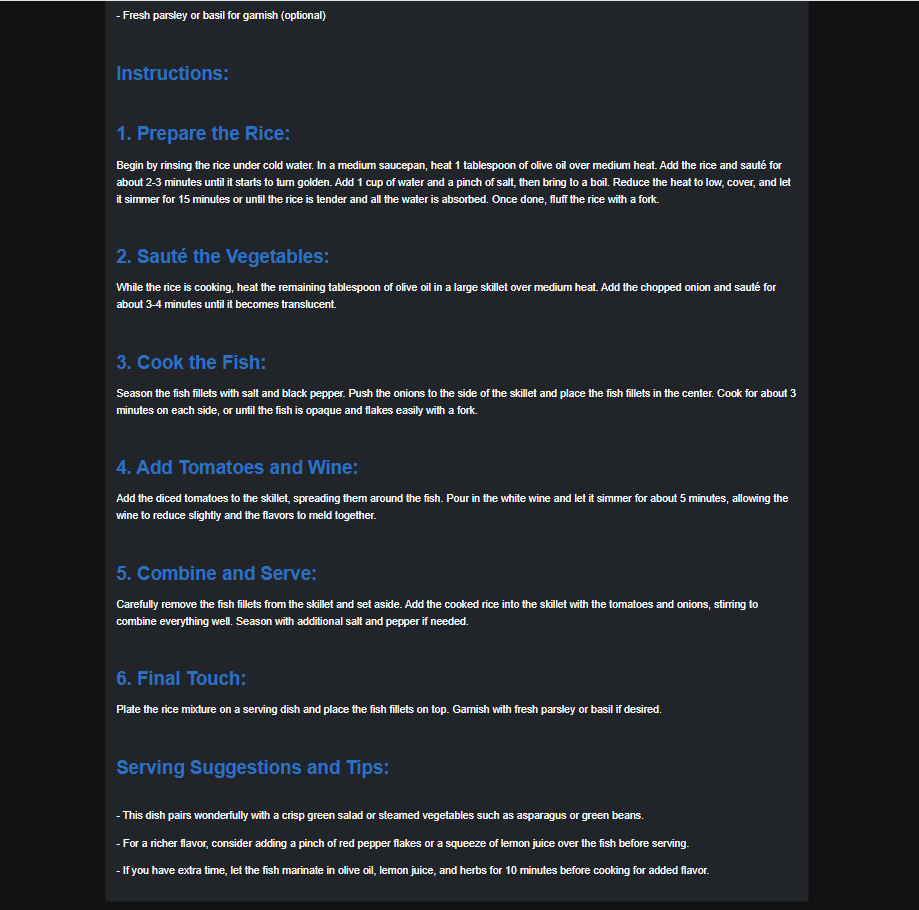 - Fresh parsley or basil for garnish (optional)
Instructions:
1. Prepare the Rice:
Begin by rinsing the rice under cold water. In a medium saucepan, heat 1 tablespoon of olive oil over medium heat. Add the rice and sauté for
about 2-3 minutes until it starts to turn golden. Add 1 cup of water and a pinch of salt, then bring to a boil. Reduce the heat to low, cover, and let
it simmer for 15 minutes or until the rice is tender and all the water is absorbed. Once done, fluff the rice with a fork.
2. Sauté the Vegetables:
While the rice is cooking, heat the remaining tablespoon of olive oil in a large skillet over medium heat. Add the chopped onion and sauté for
about 3-4 minutes until it becomes translucent.
3. Cook the Fish:
Season the fish fillets with salt and black pepper. Push the onions to the side of the skillet and place the fish fillets in the center. Cook for about 3
minutes on each side, or until the fish is opaque and flakes easily with a fork.
4. Add Tomatoes and Wine:
Add the diced tomatoes to the skillet, spreading them around the fish. Pour in the white wine and let it simmer for about 5 minutes, allowing the
wine to reduce slightly and the flavors to meld together.
5. Combine and Serve:
Carefully remove the fish fillets from the skillet and set aside. Add the cooked rice into the skillet with the tomatoes and onions, stirring to
combine everything well. Season with additional salt and pepper if needed.
6. Final Touch:
Plate the rice mixture on a serving dish and place the fish fillets on top. Garnish with fresh parsley or basil if desired.
Serving Suggestions and Tips:
- This dish pairs wonderfully with a crisp green salad or steamed vegetables such as asparagus or green beans.
- For a richer flavor, consider adding a pinch of red pepper flakes or a squeeze of lemon juice over the fish before serving.
- If you have extra time, let the fish marinate in olive oil, lemon juice, and herbs for 10 minutes before cooking for added flavor.